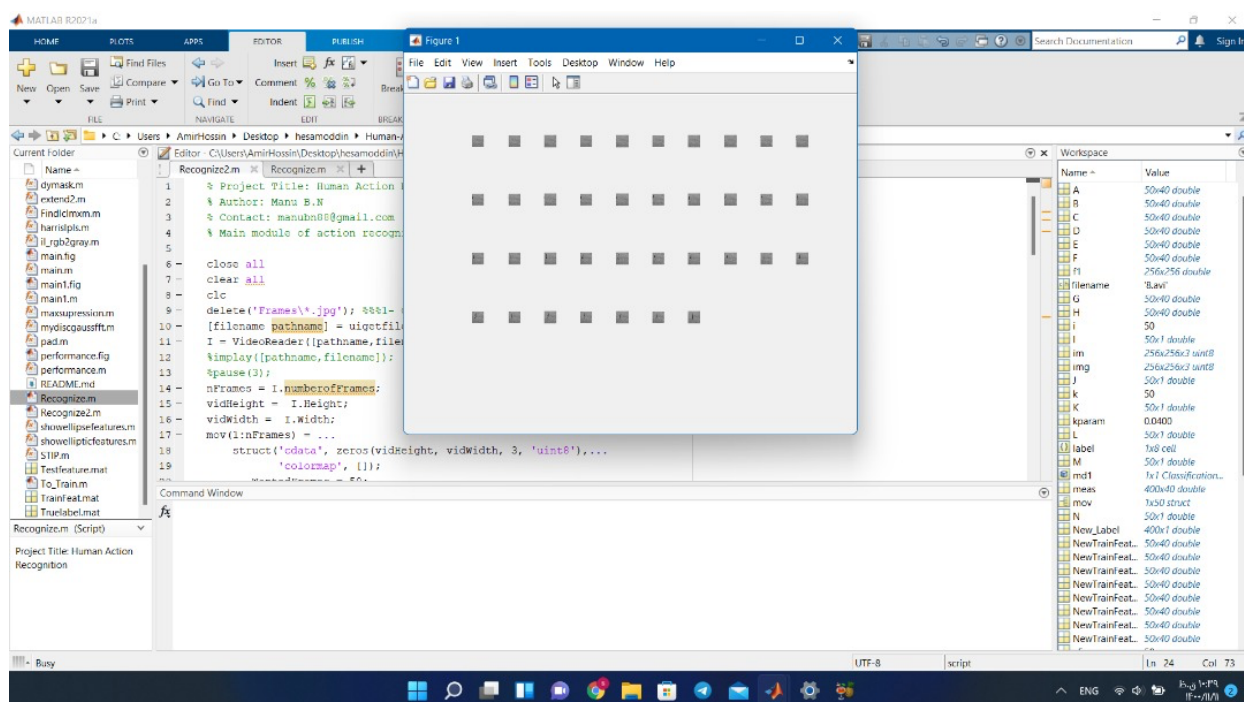 MATLAB R2021a
HOME PLOTS APPS EDITOR PUBLISH
Search Documentation
Sign In
New Open Save
Find Files
Compare
Print
Go To
Find
Insert
Comment
Indent
Break
FILE NAVIGATE EDIT BREAK
C: Users AmirHossin Desktop hesamoddin Human-
Current Folder
Name
dymask.m
extend2.m
Findlclmxm.m
harrislpls.m
il_rgb2gray.m
main.fig
main.m
main1.fig
main1.m
maxsupression.m
mydiscgaussfft.m
pad.m
performance.fig
performance.m
README.md
Recognize.m
Recognize2.m
showellipsefeatures.m
showellipticfeatures.m
STIP.m
Testfeature.mat
To_Train.m
TrainFeat.mat
Truelabel.mat
Recognize.m (Script)
Project Title: Human Action
Recognition
Editor - C:\Users\AmirHossin\Desktop\hesamoddin\H
Recognize2.m Recognize.m
1 % Project Title: Human Action
2 % Author: Manu B.N
3 % Contact: manubn88@gmail.com
4 % Main module of action recogn
5
6 close all
7 clear all
8 clc
9 delete('Frames\*.jpg'); %%%1-
10 [filename pathname] = uigetfile
11 I = VideoReader([pathname,file
12 %implay([pathname,filename]);
13 %pause(3);
14 nFrames = I.numberofFrames;
15 vidHeight = I.Height;
16 vidWidth = I.Width;
17 mov(1:nFrames) = ...
18 struct('cdata', zeros(vidHeight, vidWidth, 3, 'uint8'),...
19 'colormap', []);
Command Window
fx
Figure 1
File Edit View Insert Tools Desktop Window Help
Workspace
Name Value
A 50x40 double
B 50x40 double
C 50x40 double
D 50x40 double
E 50x40 double
F 50x40 double
f1 256x256 double
filename '8.avi'
G 50x40 double
H 50x40 double
i 50
I 50x1 double
im 256x256x3 uint8
img 256x256x3 uint8
J 50x1 double
k 50
K 50x1 double
kparam 0.0400
L 50x1 double
label 1x8 cell
M 50x1 double
md1 1x1 Classification...
meas 400x40 double
mov 1x50 struct
N 50x1 double
New_Label 400x1 double
NewTrainFeat... 50x40 double
NewTrainFeat... 50x40 double
NewTrainFeat... 50x40 double
NewTrainFeat... 50x40 double
NewTrainFeat... 50x40 double
NewTrainFeat... 50x40 double
NewTrainFeat... 50x40 double
Busy
UTF-8 script Ln 24 Col 73
ENG
۱۰:۳۹
۱۴۰۰/۱۱/۱۱
2